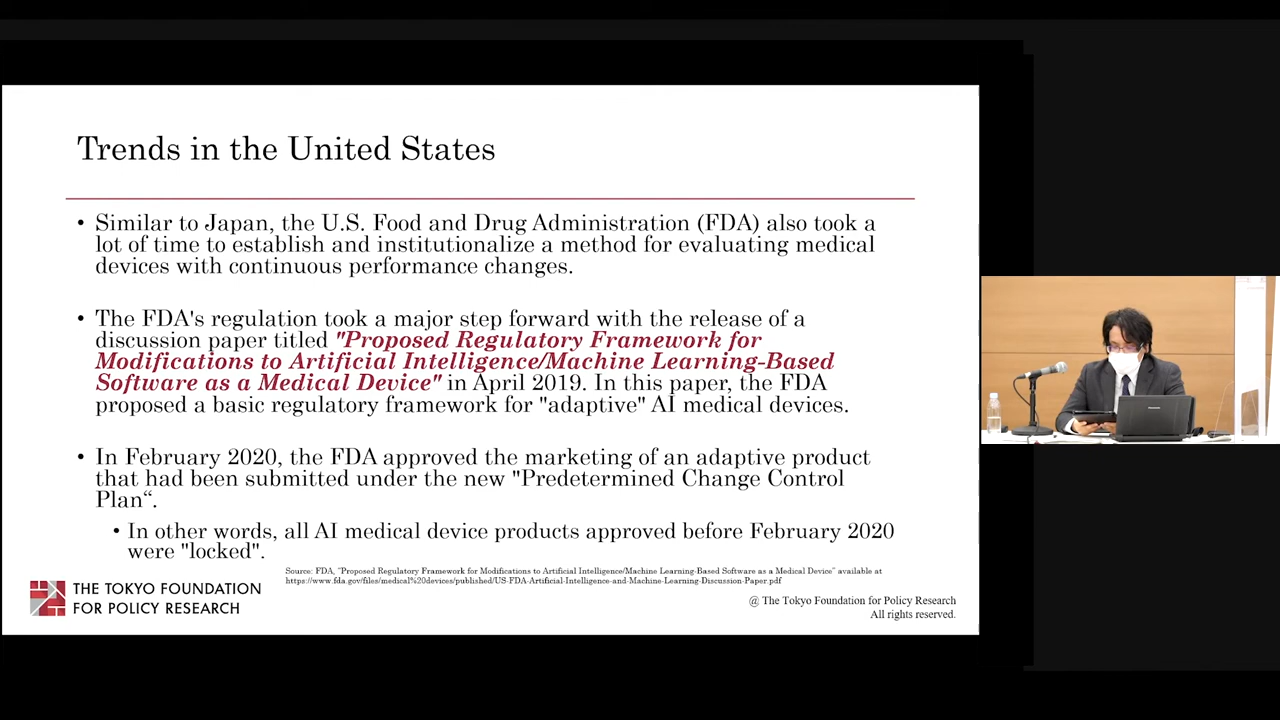 Trends in the United States
• Similar to Japan, the U.S. Food and Drug Administration (FDA) also took a
lot of time to establish and institutionalize a method for evaluating medical
devices with continuous performance changes.
• The FDA's regulation took a major step forward with the release of a
discussion paper titled "Proposed Regulatory Framework for
Modifications to Artificial Intelligence/Machine Learning-Based
Software as a Medical Device" in April 2019. In this paper, the FDA
proposed a basic regulatory framework for "adaptive" AI medical devices.
• In February 2020, the FDA approved the marketing of an adaptive product
that had been submitted under the new "Predetermined Change Control
Plan“.
• In other words, all AI medical device products approved before February 2020
were "locked".
Source: FDA, "Proposed Regulatory Framework for Modifications to Artificial Intelligence/Machine Learning-Based Software as a Medical Device" available at
https://www.fda.gov/files/medical%20devices/published/US-FDA-Artificial-Intelligence-and-Machine-Learning-Discussion-Paper.pdf
THE TOKYO FOUNDATION
FOR POLICY RESEARCH
@ The Tokyo Foundation for Policy Research
All rights reserved.